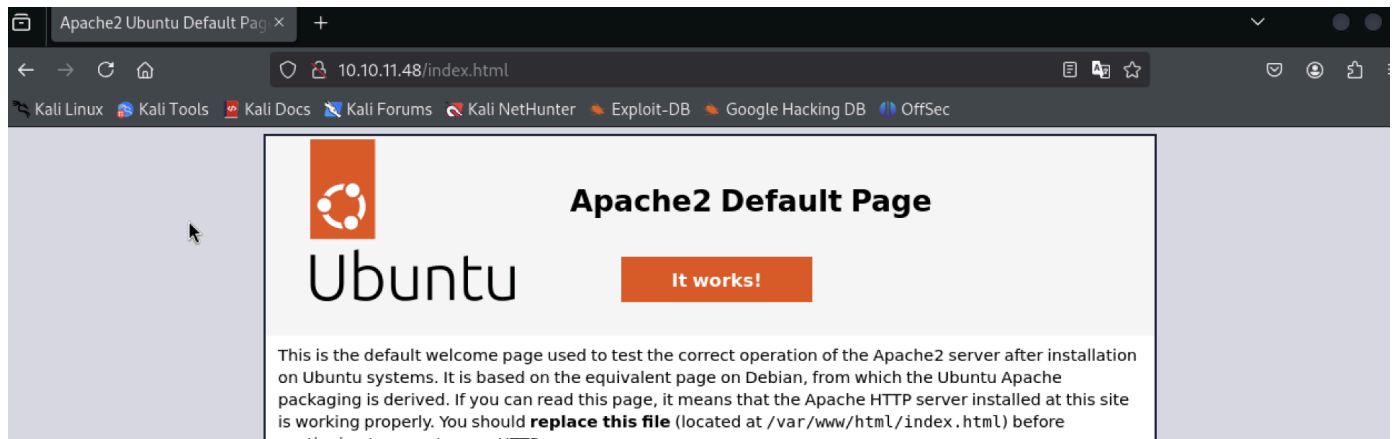 Apache2 Ubuntu Default Pag
10.10.11.48/index.html
Kali Linux Kali Tools Kali Docs Kali Forums Kali NetHunter Exploit-DB Google Hacking DB OffSec
Apache2 Default Page
Ubuntu
It works!
This is the default welcome page used to test the correct operation of the Apache2 server after installation
on Ubuntu systems. It is based on the equivalent page on Debian, from which the Ubuntu Apache
packaging is derived. If you can read this page, it means that the Apache HTTP server installed at this site
is working properly. You should replace this file (located at /var/www/html/index.html) before